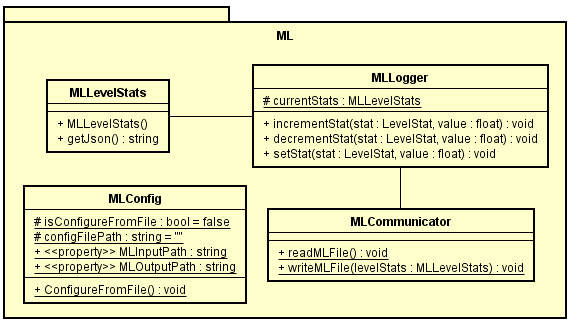 ML
MLLevelStats
+ MLLevelStats()
+ getJson() : string
MLLogger
# currentStats : MLLevelStats
+ incrementStat(stat : LevelStat, value : float) : void
+ decrementStat(stat : LevelStat, value : float) : void
+ setStat(stat : LevelStat, value : float) : void
MLConfig
# isConfigureFromFile : bool = false
# configFilePath : string = ""
+ <<property>> MLInputPath : string
+ <<property>> MLOutputPath : string
+ ConfigureFromFile() : void
MLCommunicator
+ readMLFile() : void
+ writeMLFile(levelStats : MLLevelStats) : void